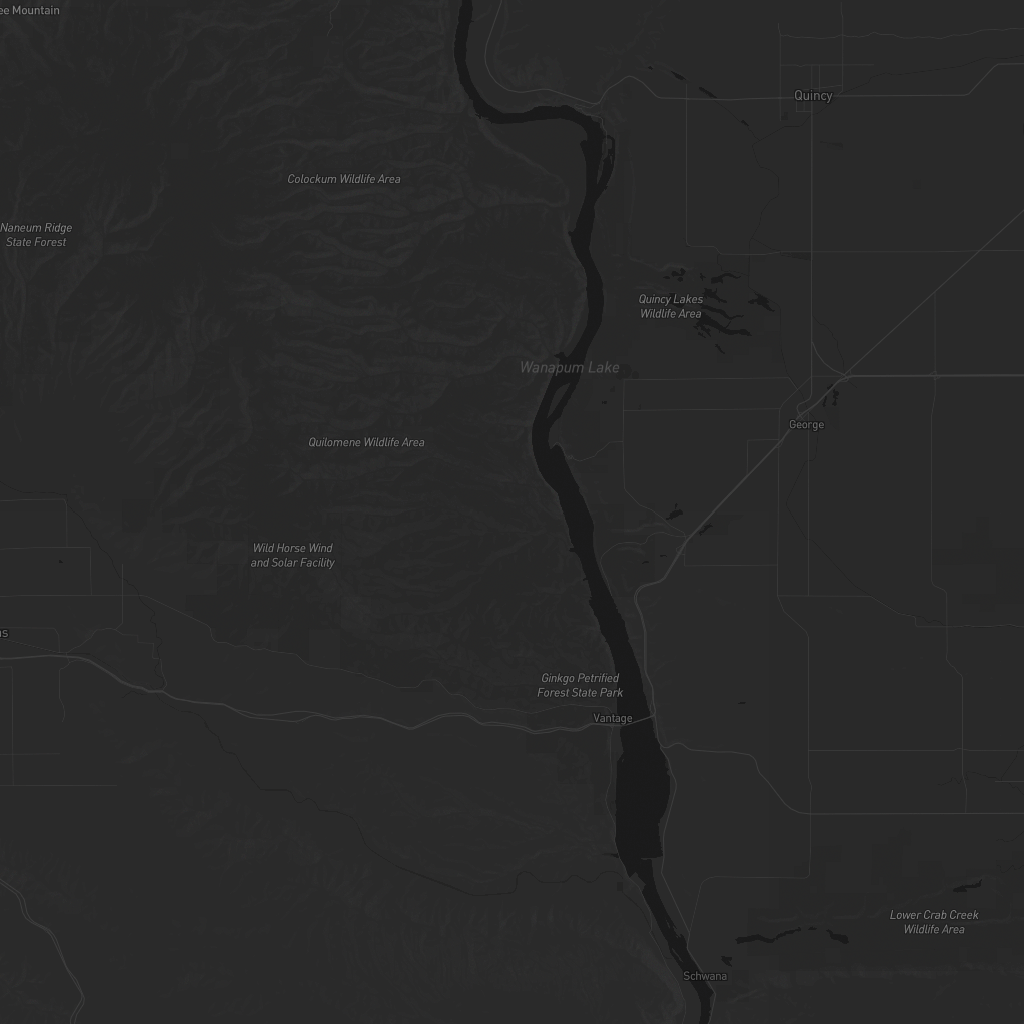 ee Mountain
Quincy
Colockum Wildlife Area
Naneum Ridge
State Forest
Quincy Lakes
Wildlife Area
Wanapum Lake
George
Quilomene Wildlife Area
Wild Horse Wind
and Solar Facility
as
Ginkgo Petrified
Forest State Park
Vantage
Lower Crab Creek
Wildlife Area
Schwana